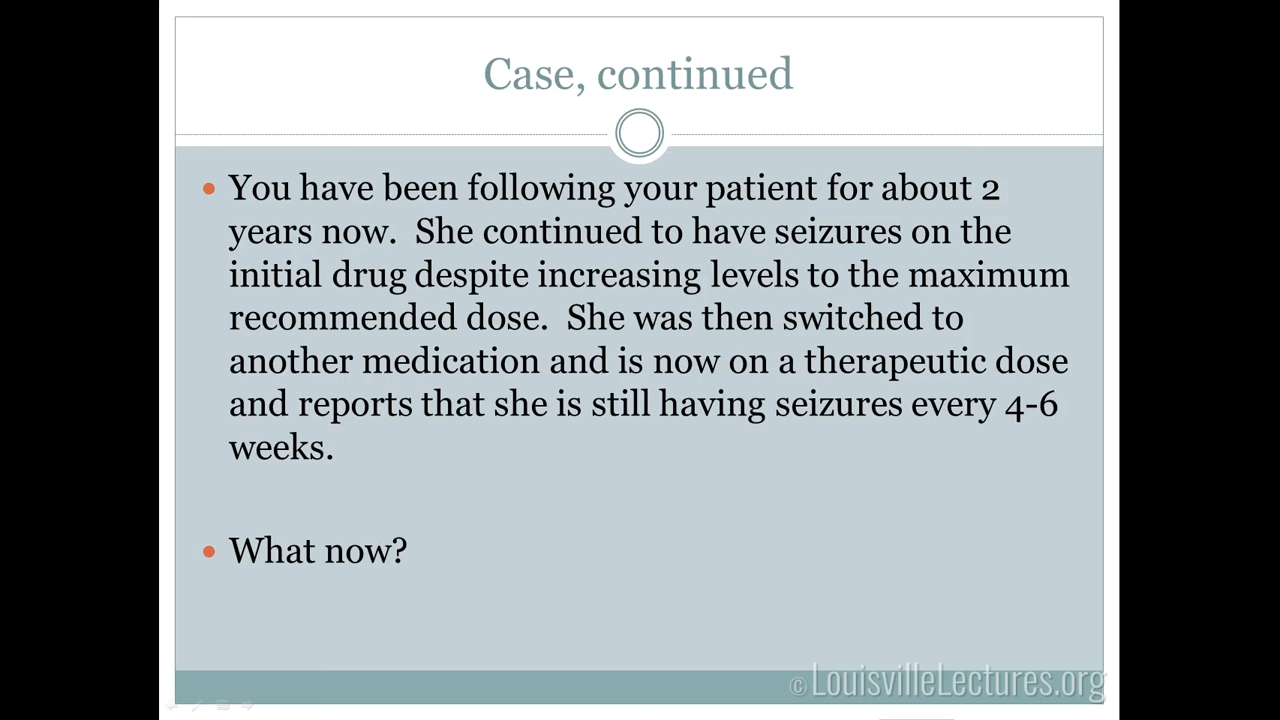 Case, continued
• You have been following your patient for about 2
years now.  She continued to have seizures on the
initial drug despite increasing levels to the maximum
recommended dose.  She was then switched to
another medication and is now on a therapeutic dose
and reports that she is still having seizures every 4-6
weeks.
• What now?
© LouisvilleLectures.org